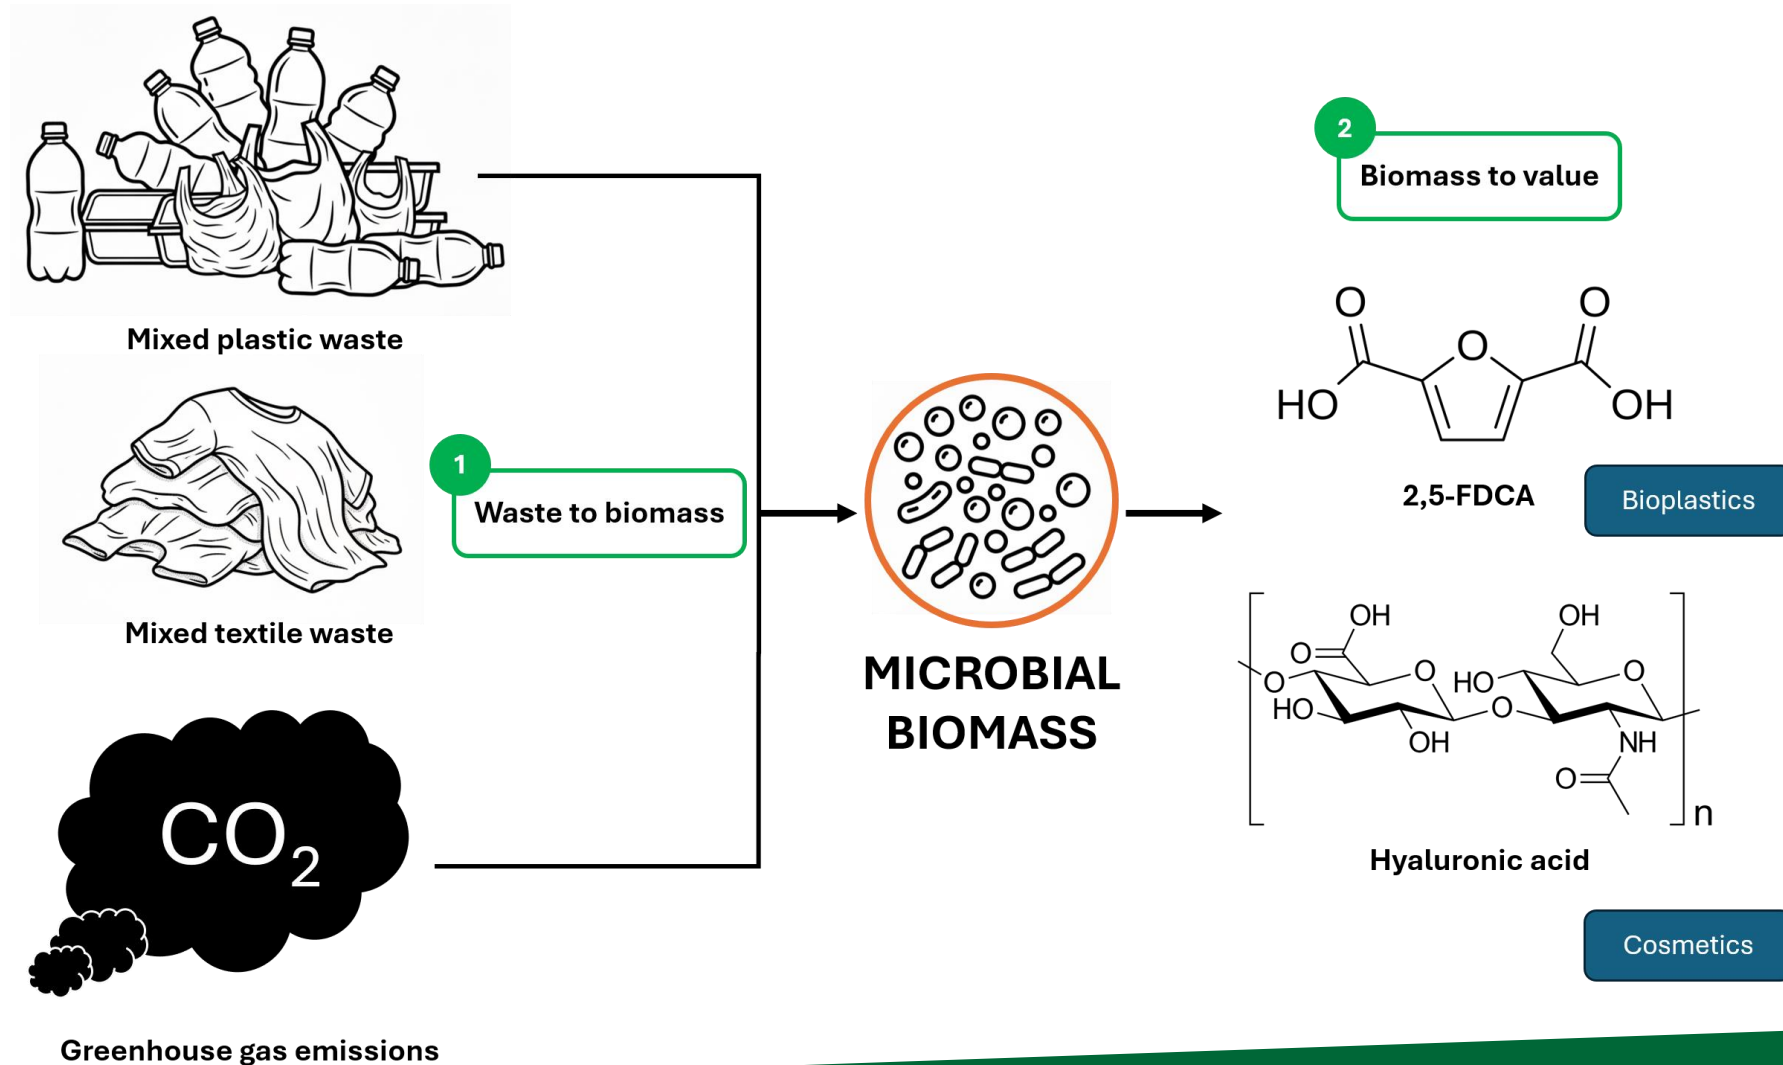 Mixed plastic waste
Mixed textile waste
CO₂
Greenhouse gas emissions
1
Waste to biomass
MICROBIAL
BIOMASS
2
Biomass to value
O
O
O
HO
OH
2,5-FDCA
Bioplastics
OH
OH
O
O
O
HO
O
HO
O
OH
NH
O
n
Hyaluronic acid
Cosmetics